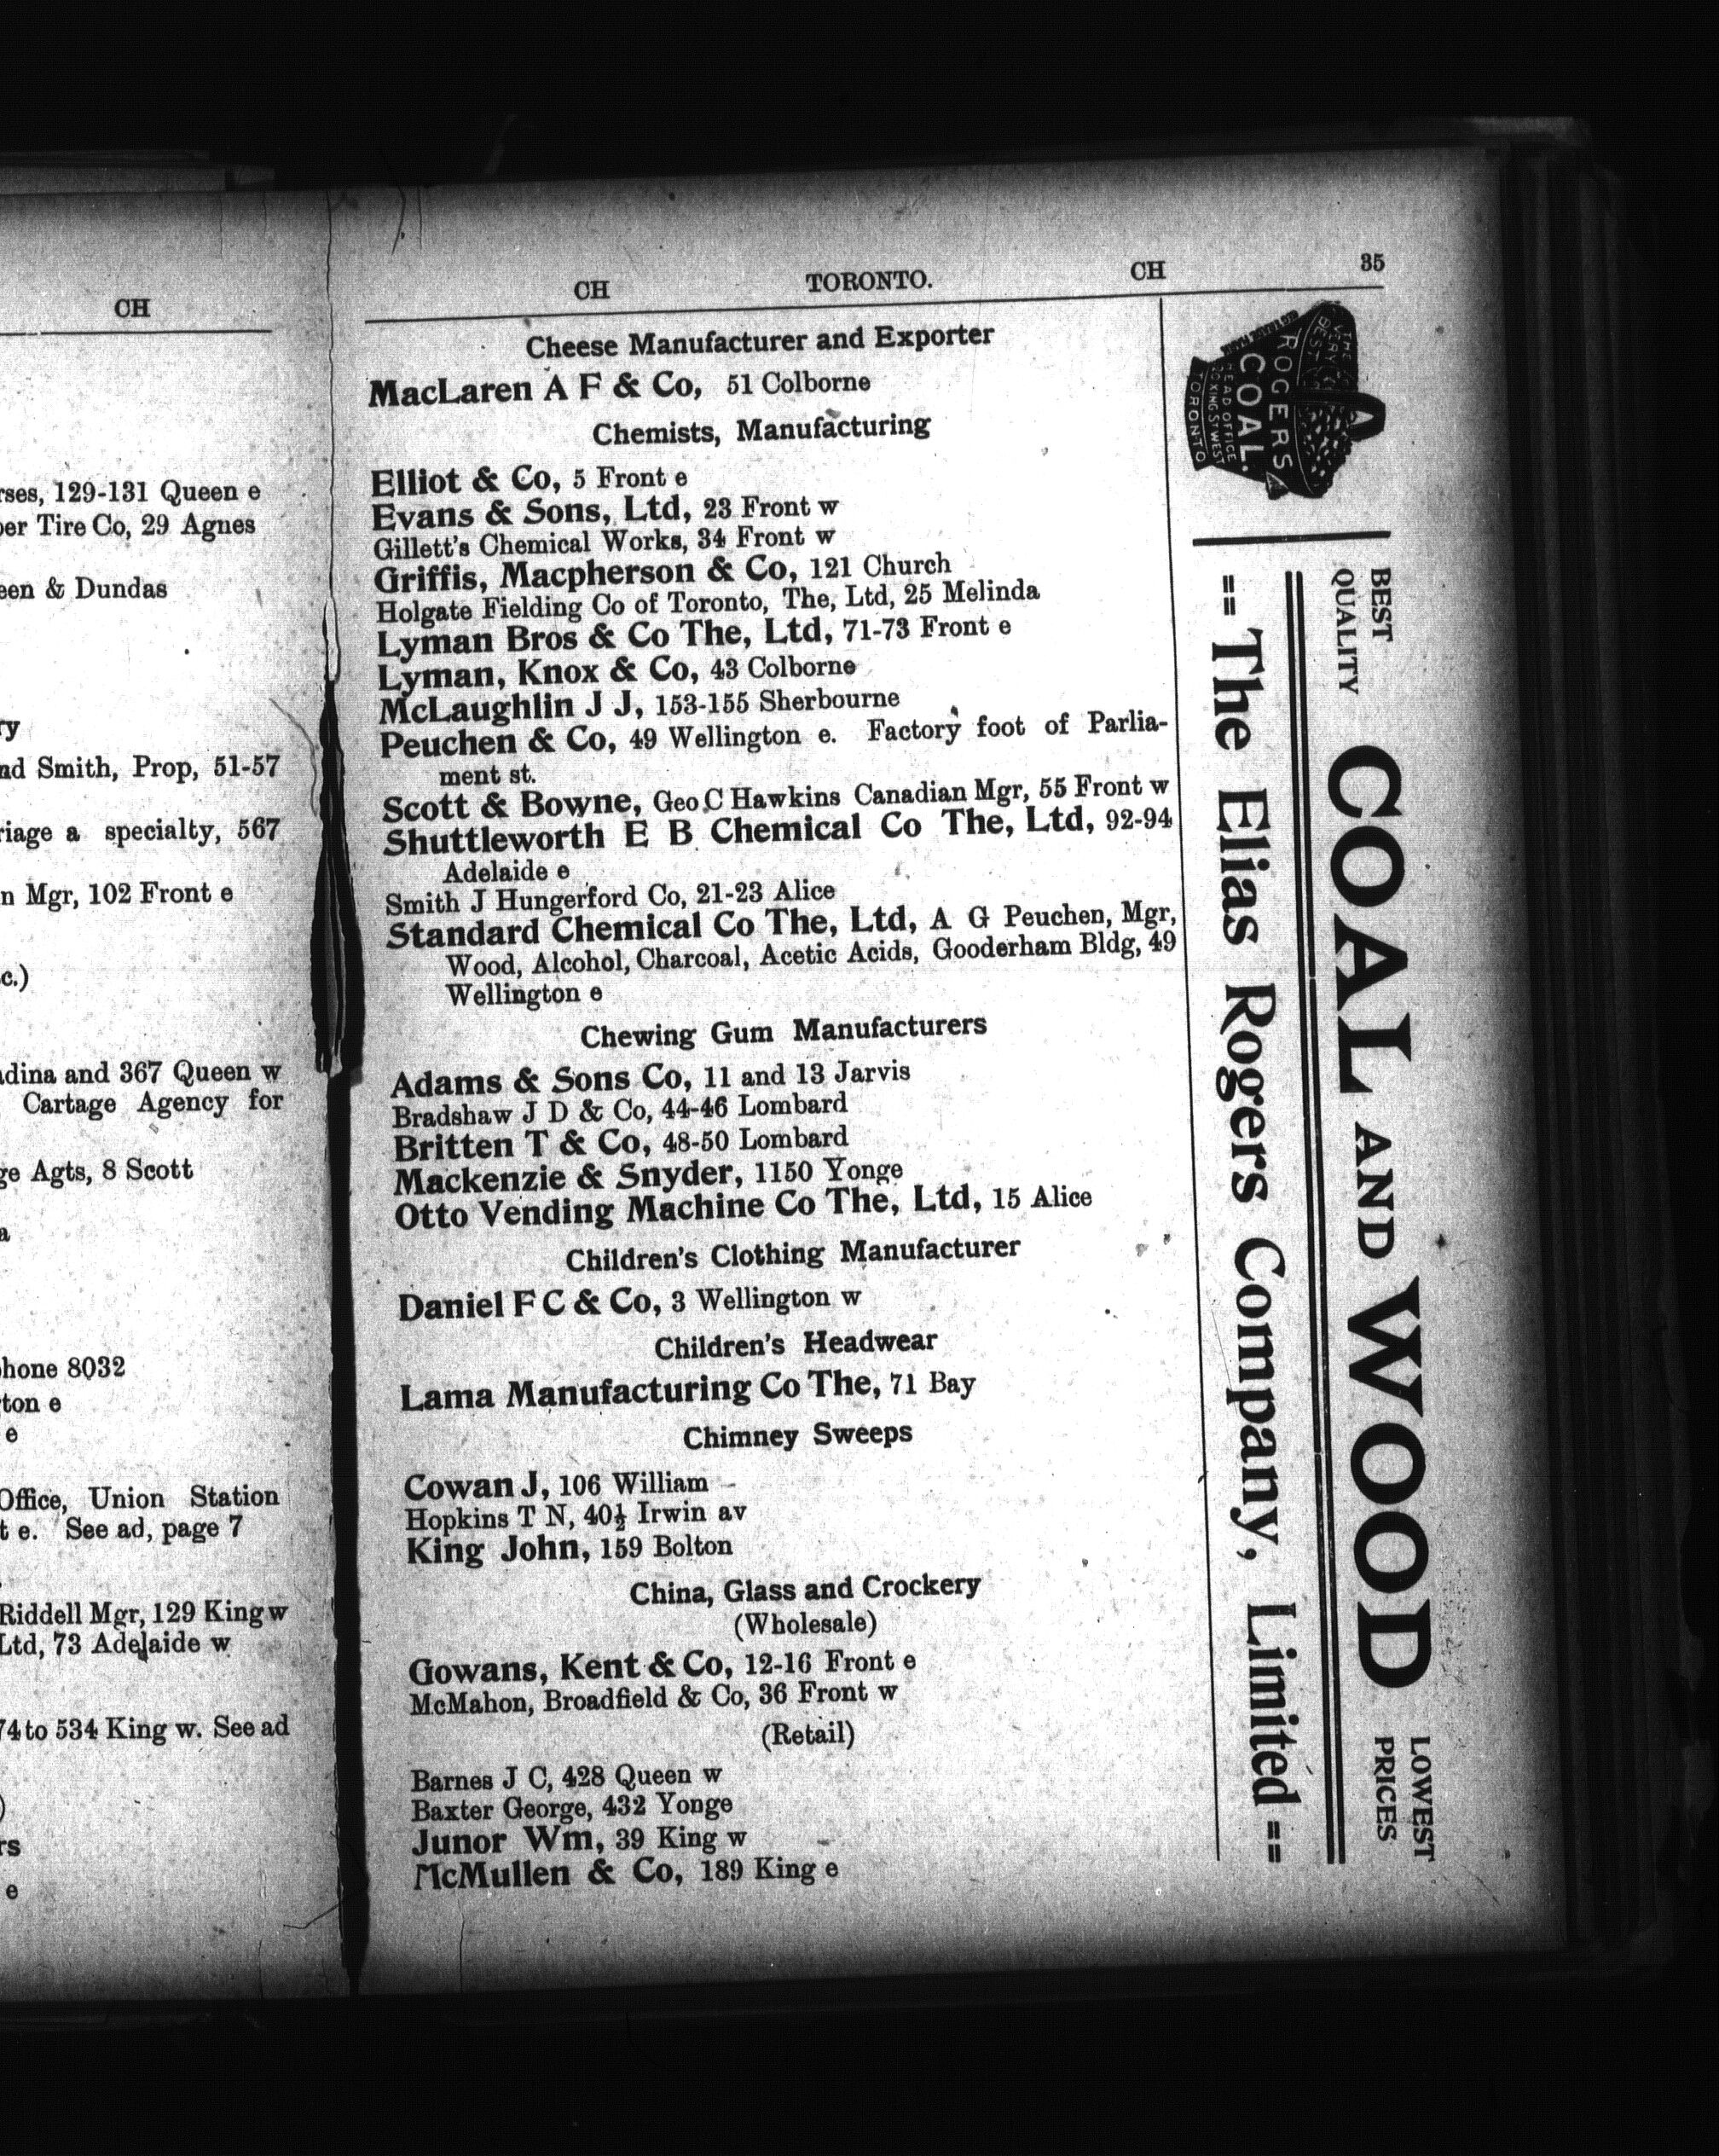 CH
rses, 129-131 Queen e
ber Tire Co, 29 Agnes
een & Dundas
ry
nd Smith, Prop, 51-57
riage a specialty, 567
n Mgr, 102 Front e
c.)
adina and 367 Queen w
Cartage Agency for
ge Agts, 8 Scott
a
phone 8032
ton e
e
Office, Union Station
t e. See ad, page 7
Riddell Mgr, 129 King w
Ltd, 73 Adelaide w
74 to 534 King w. See ad
)
rs
e
CH TORONTO. CH 35
Cheese Manufacturer and Exporter
MacLaren A F & Co, 51 Colborne
Chemists, Manufacturing
Elliot & Co, 5 Front e
Evans & Sons, Ltd, 23 Front w
Gillett's Chemical Works, 34 Front w
Griffis, Macpherson & Co, 121 Church
Holgate Fielding Co of Toronto, The, Ltd, 25 Melinda
Lyman Bros & Co The, Ltd, 71-73 Front e
Lyman, Knox & Co, 43 Colborne
McLaughlin J J, 153-155 Sherbourne
Peuchen & Co, 49 Wellington e. Factory foot of Parlia-
ment st.
Scott & Bowne, Geo C Hawkins Canadian Mgr, 55 Front w
Shuttleworth E B Chemical Co The, Ltd, 92-94
Adelaide e
Smith J Hungerford Co, 21-23 Alice
Standard Chemical Co The, Ltd, A G Peuchen, Mgr,
Wood, Alcohol, Charcoal, Acetic Acids, Gooderham Bldg, 49
Wellington e
Chewing Gum Manufacturers
Adams & Sons Co, 11 and 13 Jarvis
Bradshaw J D & Co, 44-46 Lombard
Britten T & Co, 48-50 Lombard
Mackenzie & Snyder, 1150 Yonge
Otto Vending Machine Co The, Ltd, 15 Alice
Children's Clothing Manufacturer
Daniel F C & Co, 3 Wellington w
Children's Headwear
Lama Manufacturing Co The, 71 Bay
Chimney Sweeps
Cowan J, 106 William
Hopkins T N, 40½ Irwin av
King John, 159 Bolton
China, Glass and Crockery
(Wholesale)
Gowans, Kent & Co, 12-16 Front e
McMahon, Broadfield & Co, 36 Front w
(Retail)
Barnes J C, 428 Queen w
Baxter George, 432 Yonge
Junor Wm, 39 King w
McMullen & Co, 189 King e
THE
VERY
BEST
ROGERS
COAL.
HEAD OFFICE
20 KING ST WEST
TORONTO
BEST
QUALITY
COAL AND WOOD
LOWEST
PRICES
== The Elias Rogers Company, Limited ==